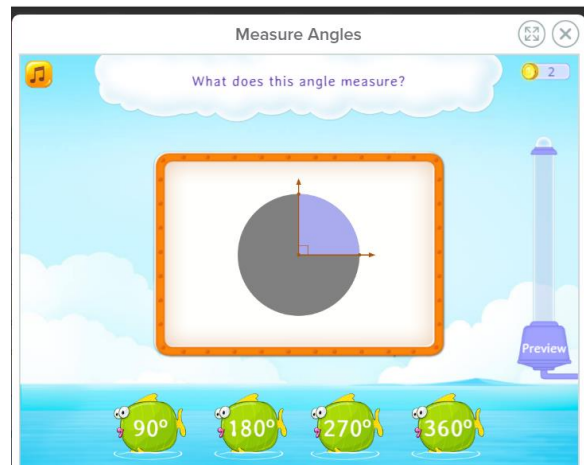 Measure Angles
What does this angle measure?
2
Preview
90º 180º 270º 360º